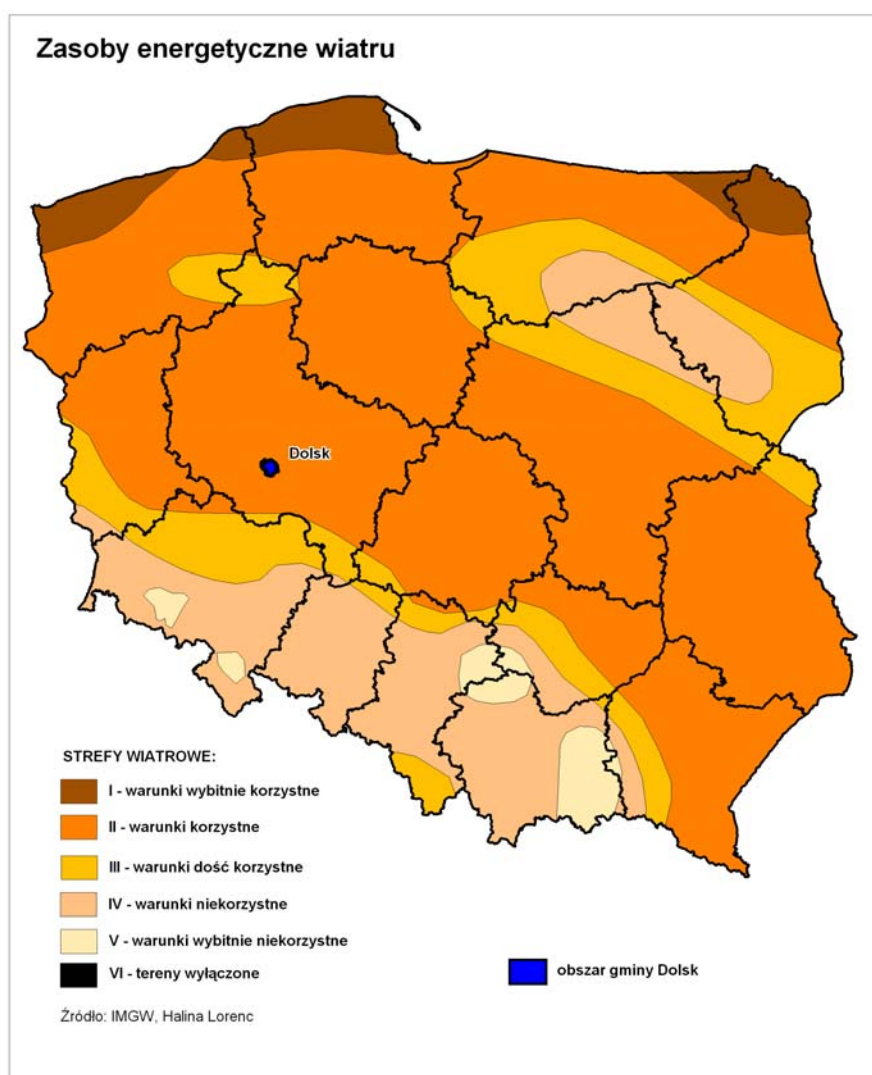 Zasoby energetyczne wiatru
Dolsk
STREFY WIATROWE:
I - warunki wybitnie korzystne
II - warunki korzystne
III - warunki dość korzystne
IV - warunki niekorzystne
V - warunki wybitnie niekorzystne
VI - tereny wyłączone
obszar gminy Dolsk
Źródło: IMGW, Halina Lorenc